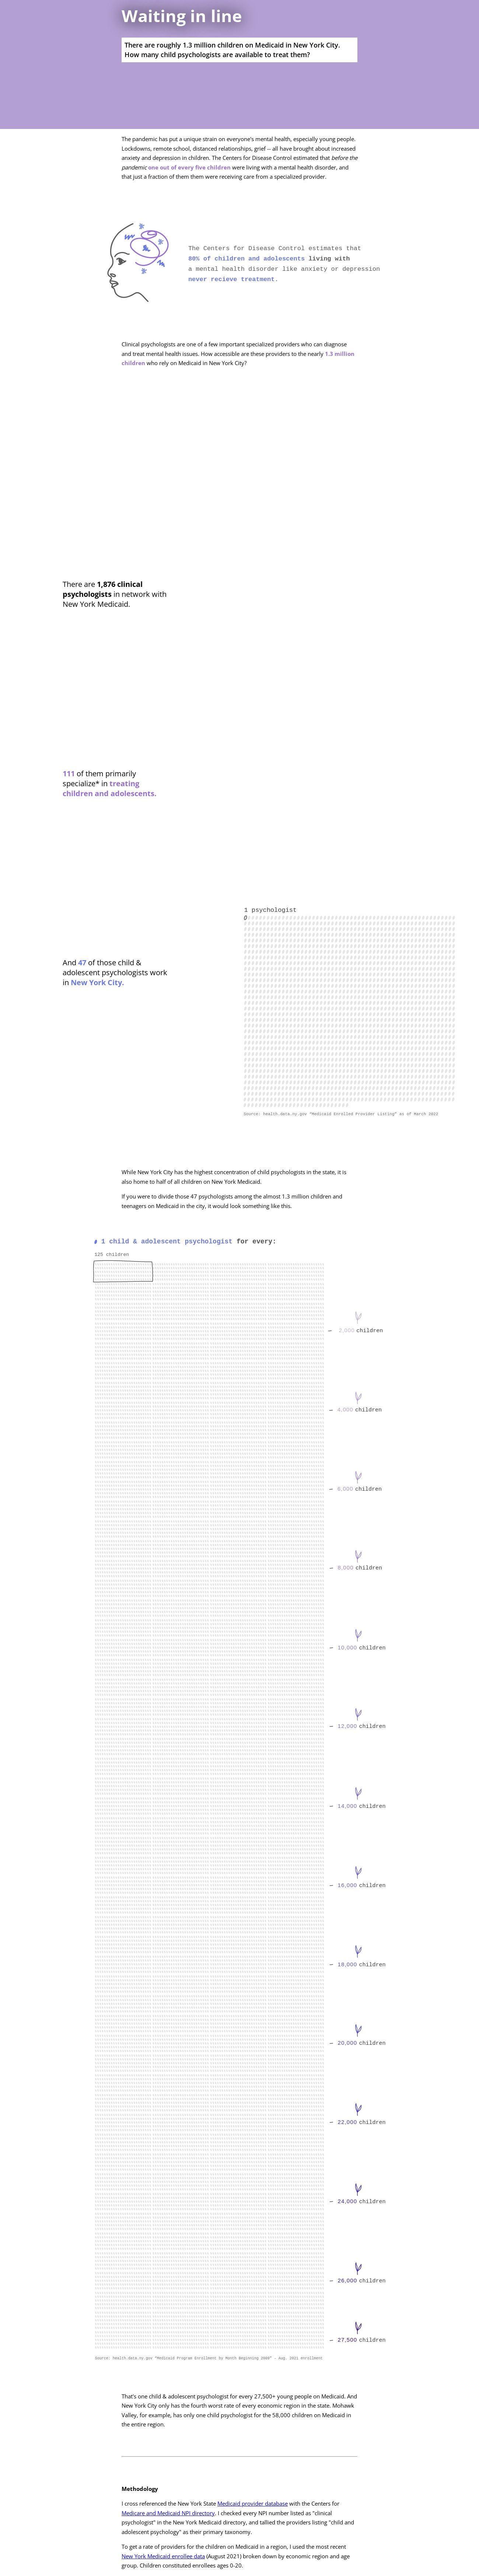 Waiting in line
There are roughly 1.3 million children on Medicaid in New York City.
How many child psychologists are available to treat them?
The pandemic has put a unique strain on everyone's mental health, especially young people.
Lockdowns, remote school, distanced relationships, grief -- all have brought about increased
anxiety and depression in children. The Centers for Disease Control estimated that before the
pandemic one out of every five children were living with a mental health disorder, and
that just a fraction of them them were receiving care from a specialized provider.
The Centers for Disease Control estimates that
80% of children and adolescents living with
a mental health disorder like anxiety or depression
never recieve treatment.
Clinical psychologists are one of a few important specialized providers who can diagnose
and treat mental health issues. How accessible are these providers to the nearly 1.3 million
children who rely on Medicaid in New York City?
There are 1,876 clinical
psychologists in network with
New York Medicaid.
111 of them primarily
specialize* in treating
children and adolescents.
1 psychologist
And 47 of those child &
adolescent psychologists work
in New York City.
Source: health.data.ny.gov "Medicaid Enrolled Provider Listing" as of March 2022
While New York City has the highest concentration of child psychologists in the state, it is
also home to half of all children on New York Medicaid.
If you were to divide those 47 psychologists among the almost 1.3 million children and
teenagers on Medicaid in the city, it would look something like this.
1 child & adolescent psychologist for every:
125 children
— 2,000 children
— 4,000 children
— 6,000 children
— 8,000 children
— 10,000 children
— 12,000 children
— 14,000 children
— 16,000 children
— 18,000 children
— 20,000 children
— 22,000 children
— 24,000 children
— 26,000 children
— 27,500 children
Source: health.data.ny.gov "Medicaid Program Enrollment by Month Beginning 2009" - Aug. 2021 enrollment
That's one child & adolescent psychologist for every 27,500+ young people on Medicaid. And
New York City only has the fourth worst rate of every economic region in the state. Mohawk
Valley, for example, has only one child psychologist for the 58,000 children on Medicaid in
the entire region.
Methodology
I cross referenced the New York State Medicaid provider database with the Centers for
Medicare and Medicaid NPI directory. I checked every NPI number listed as "clinical
psychologist" in the New York Medicaid directory, and tallied the providers listing "child and
adolescent psychology" as their primary taxonomy.
To get a rate of providers for the children on Medicaid in a region, I used the most recent
New York Medicaid enrollee data (August 2021) broken down by economic region and age
group. Children constituted enrollees ages 0-20.